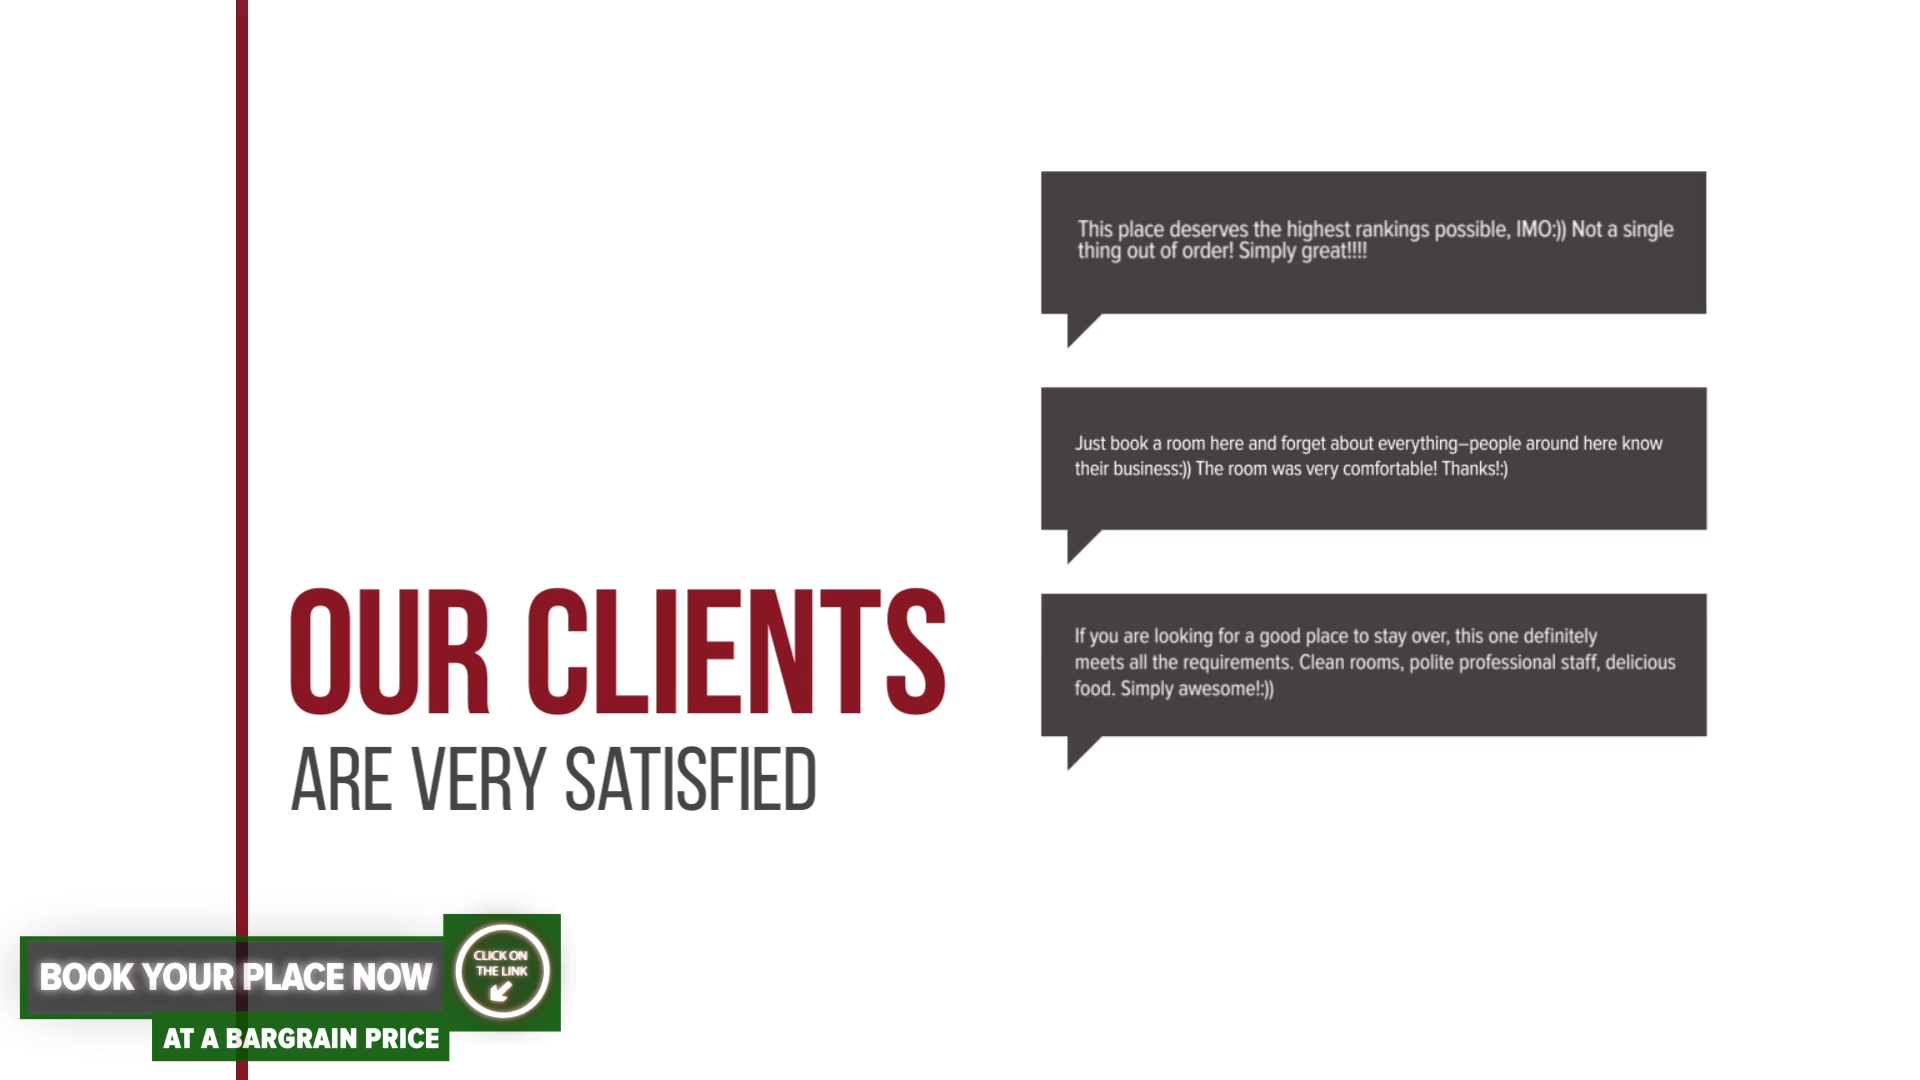 This place deserves the highest rankings possible, IMO:)) Not a single
thing out of order! Simply great!!!!
Just book a room here and forget about everything–people around here know
their business:)) The room was very comfortable! Thanks!:)
If you are looking for a good place to stay over, this one definitely
meets all the requirements. Clean rooms, polite professional staff, delicious
food. Simply awesome!:))
OUR CLIENTS
ARE VERY SATISFIED
BOOK YOUR PLACE NOW
CLICK ON
THE LINK
AT A BARGRAIN PRICE